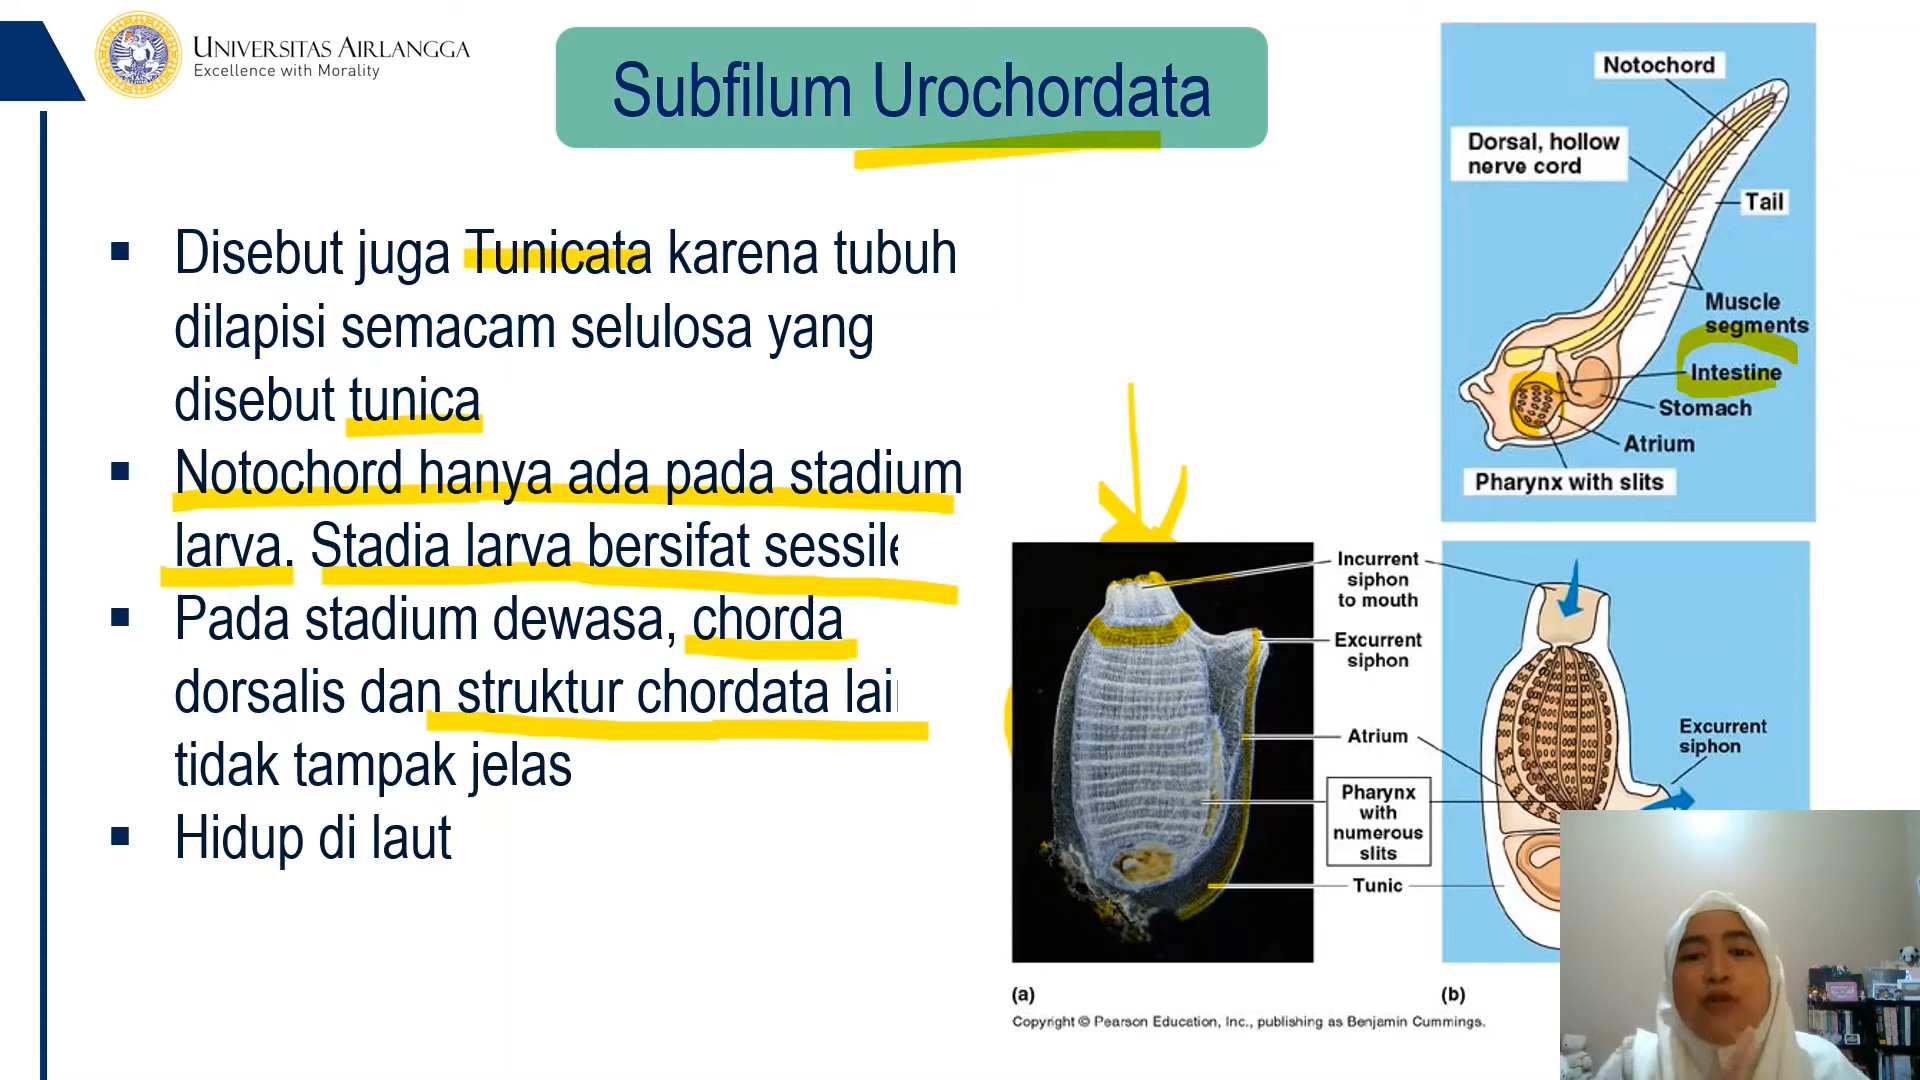 UNIVERSITAS AIRLANGGA
Excellence with Morality
Subfilum Urochordata
Disebut juga Tunicata karena tubuh
dilapisi semacam selulosa yang
disebut tunica
Notochord hanya ada pada stadium
larva. Stadia larva bersifat sessile
Pada stadium dewasa, chorda
dorsalis dan struktur chordata lai
tidak tampak jelas
Hidup di laut
Notochord
Dorsal, hollow
nerve cord
Tail
Muscle
segments
Intestine
Stomach
Atrium
Pharynx with slits
Incurrent
siphon
to mouth
Excurrent
siphon
Atrium
Pharynx
with
numerous
slits
Tunic
Excurrent
siphon
(a)
(b)
Copyright © Pearson Education, Inc., publishing as Benjamin Cummings.